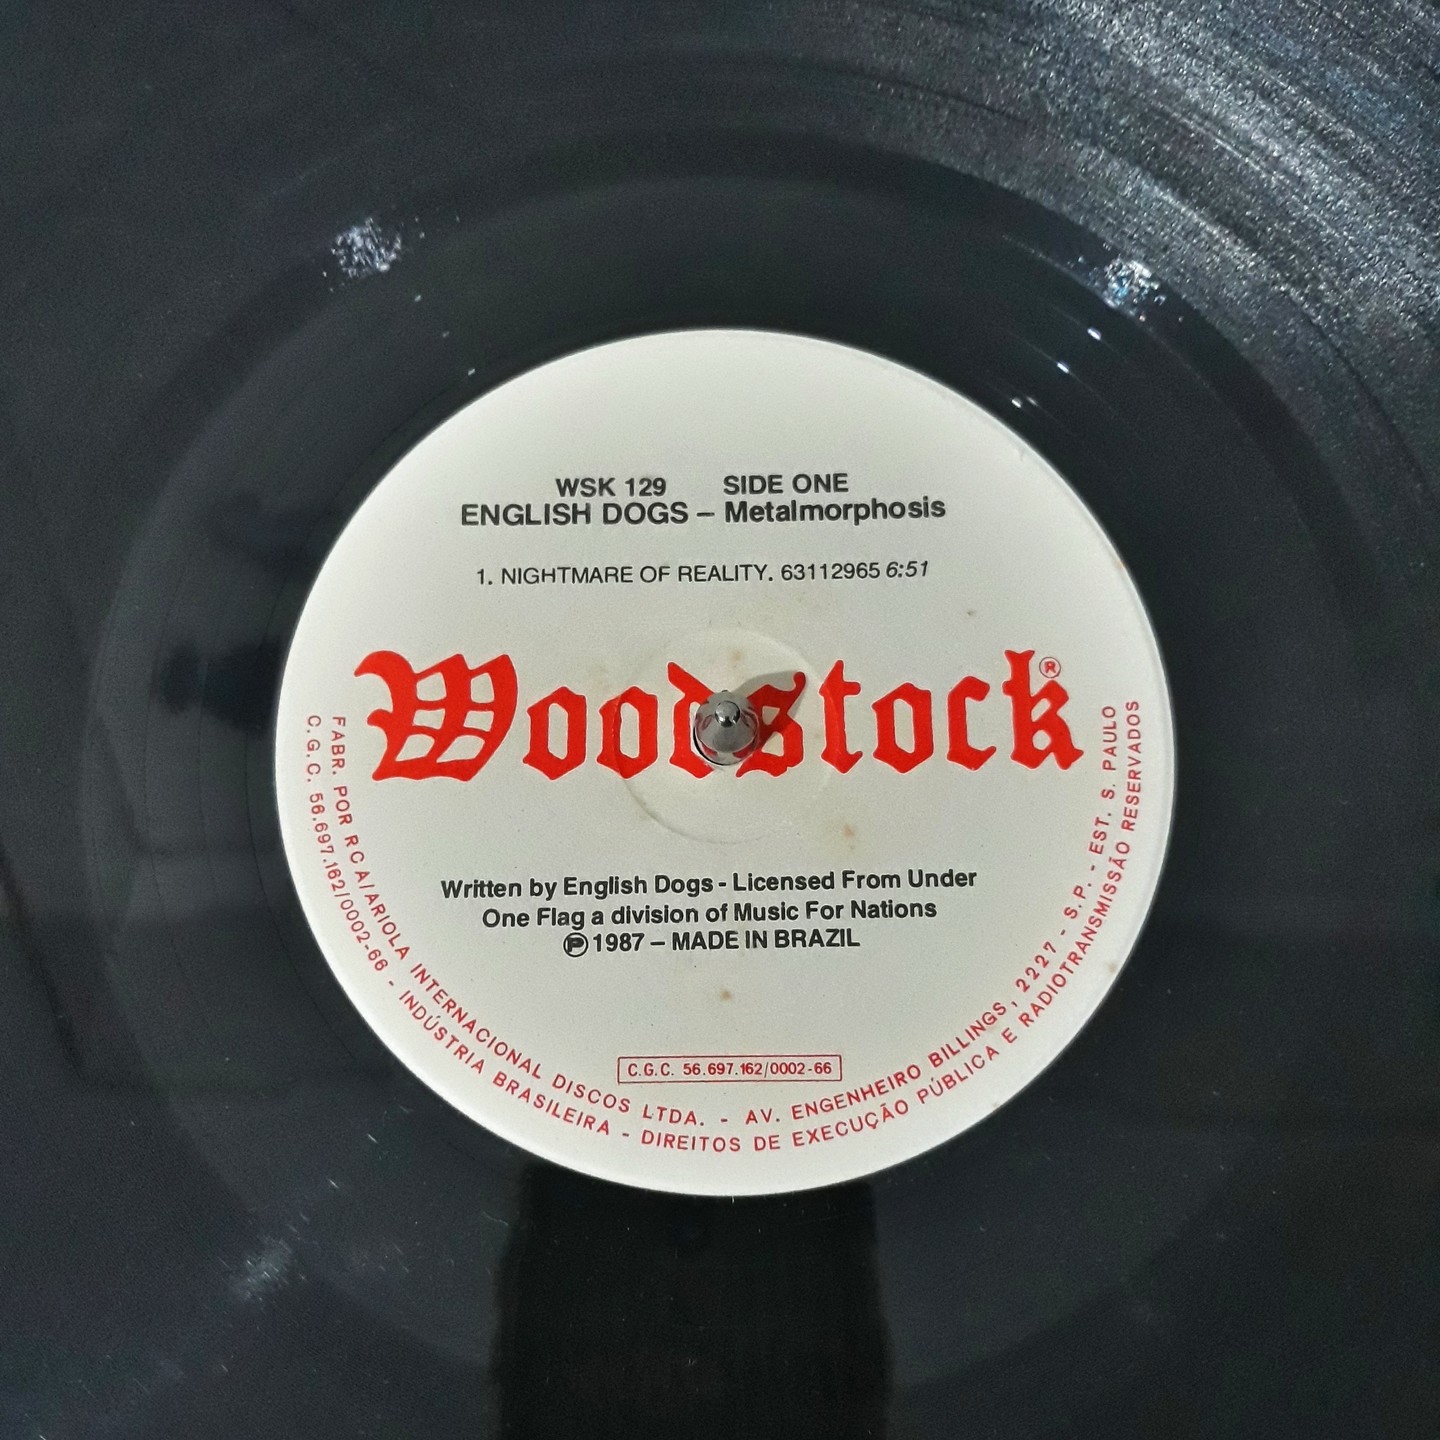 WSK 129 SIDE ONE
ENGLISH DOGS – Metalmorphosis
1. NIGHTMARE OF REALITY. 63112965 6:51
Woodstock®
Written by English Dogs - Licensed From Under
One Flag a division of Music For Nations
Ⓟ 1987 – MADE IN BRAZIL
C.G.C. 56.697.162/0002-66
FABR. POR RCA/ARIOLA INTERNACIONAL DISCOS LTDA. - AV. ENGENHEIRO BILLINGS, 2227 - S.P. - EST. S. PAULO
C.G.C. 56.697.162/0002-66 - INDÚSTRIA BRASILEIRA - DIREITOS DE EXECUÇÃO PÚBLICA E RADIOTRANSMISSÃO RESERVADOS